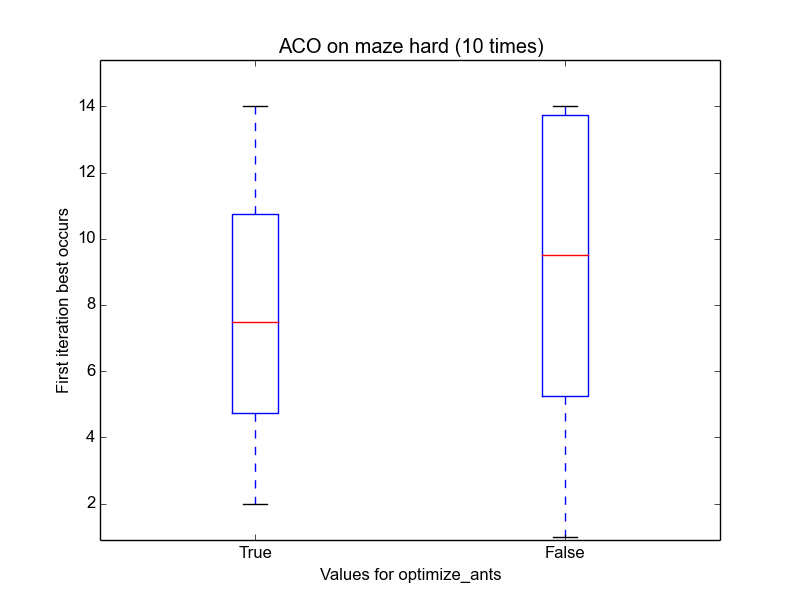 ACO on maze hard (10 times)
14
12
10
8
6
4
2
First iteration best occurs
True
False
Values for optimize_ants